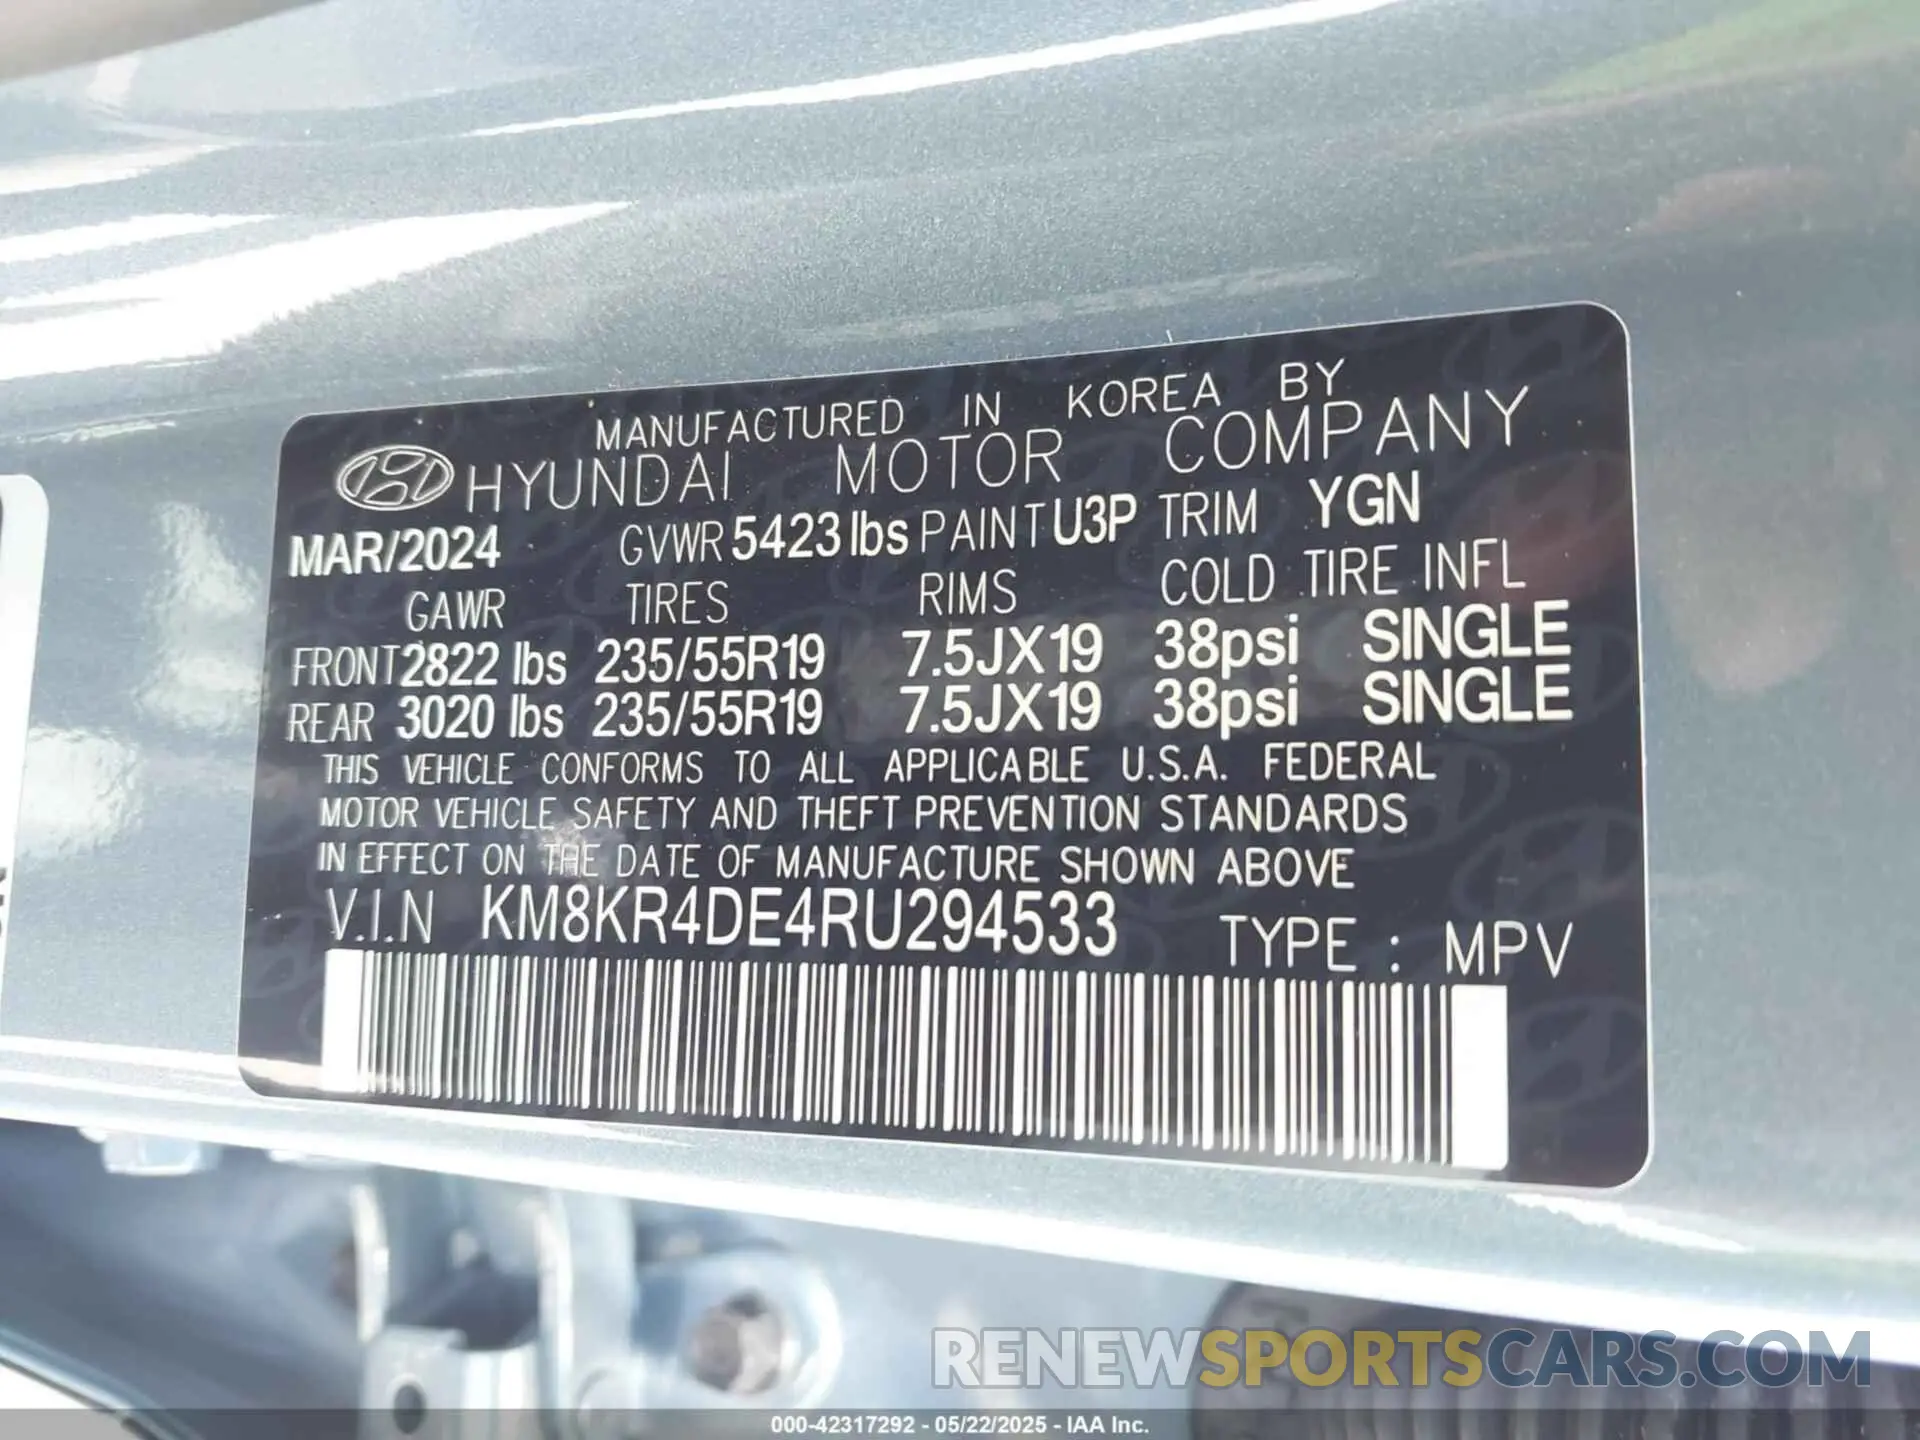 MANUFACTURED IN KOREA BY
HYUNDAI MOTOR COMPANY
MAR/2024 GVWR 5423 lbs PAINT U3P TRIM YGN
GAWR TIRES RIMS COLD TIRE INFL
FRONT 2822 lbs 235/55R19 7.5JX19 38psi SINGLE
REAR 3020 lbs 235/55R19 7.5JX19 38psi SINGLE
THIS VEHICLE CONFORMS TO ALL APPLICABLE U.S.A. FEDERAL
MOTOR VEHICLE SAFETY AND THEFT PREVENTION STANDARDS
IN EFFECT ON THE DATE OF MANUFACTURE SHOWN ABOVE
V.I.N KM8KR4DE4RU294533 TYPE : MPV
RENEWSPORTSCARS.COM
000-42317292 - 05/22/2025 - IAA Inc.